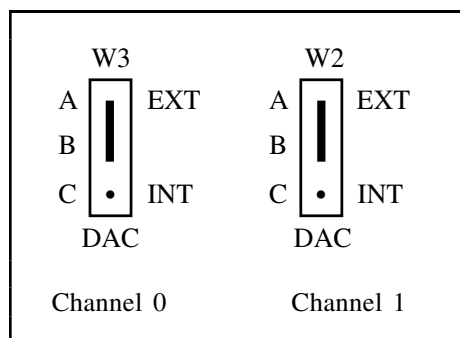 W3 W2
A EXT A EXT
B B
C INT C INT
DAC DAC
Channel 0 Channel 1